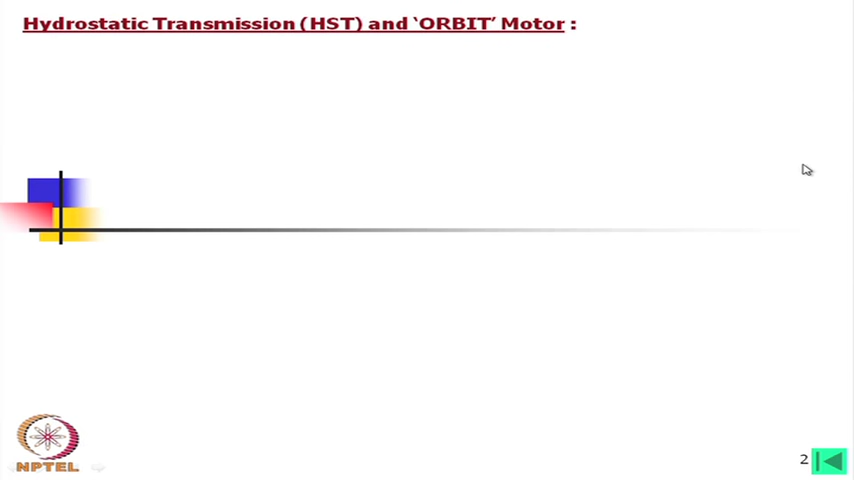 Hydrostatic Transmission (HST) and ‘ORBIT’ Motor :
NPTEL
2